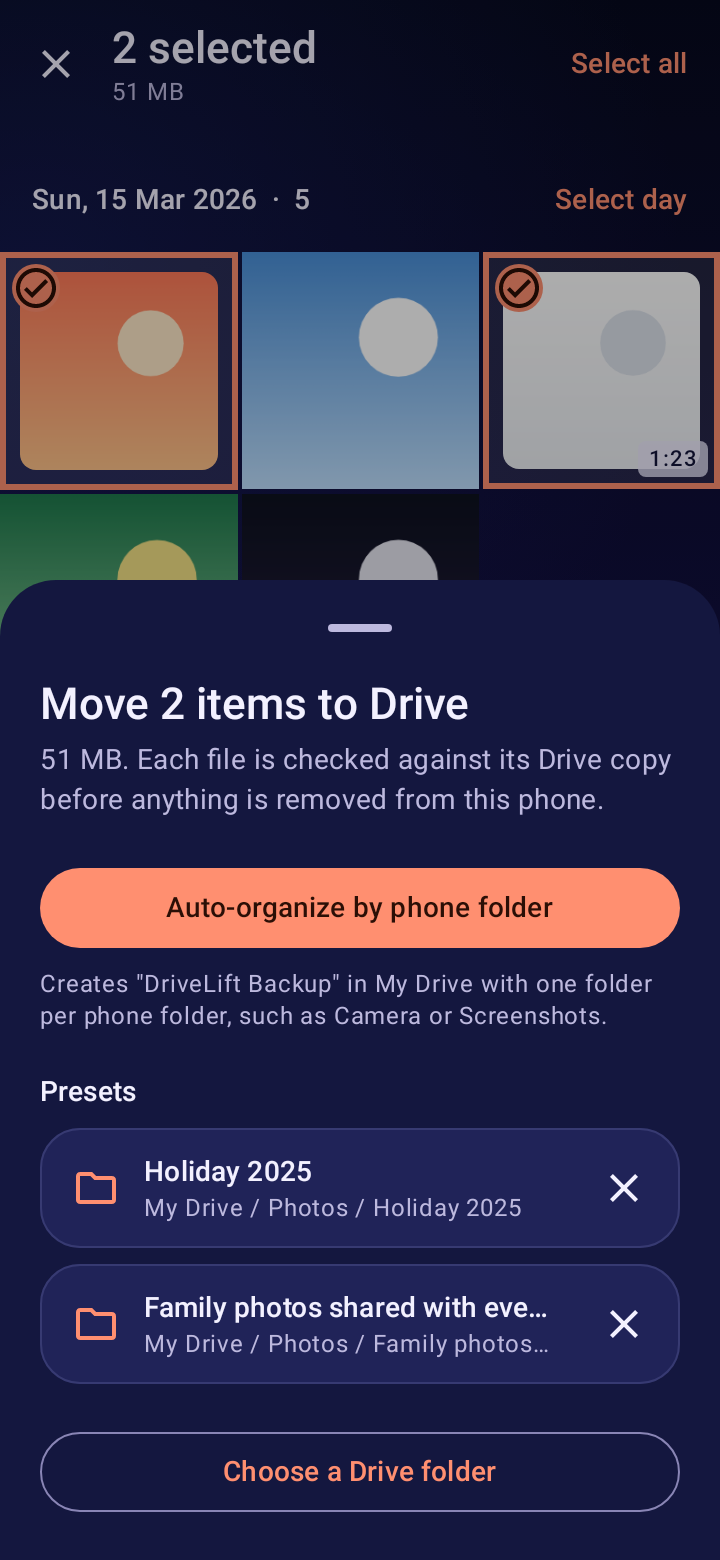 2 selected
51 MB
Select all
Sun, 15 Mar 2026 · 5
Select day
1:23
Move 2 items to Drive
51 MB. Each file is checked against its Drive copy
before anything is removed from this phone.
Auto-organize by phone folder
Creates "DriveLift Backup" in My Drive with one folder
per phone folder, such as Camera or Screenshots.
Presets
Holiday 2025
My Drive / Photos / Holiday 2025
Family photos shared with eve…
My Drive / Photos / Family photos…
Choose a Drive folder